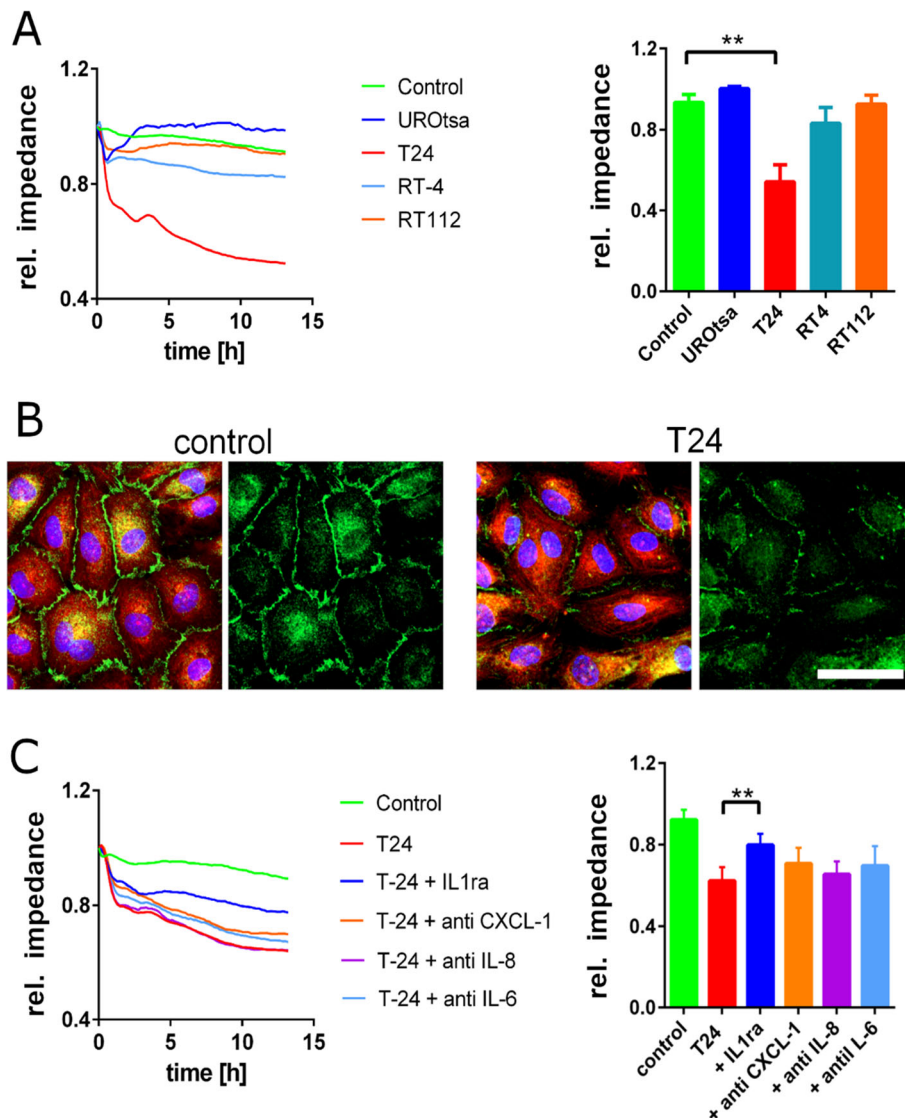 A
rel. impedance
1.2
0.8
0.4
0
5
10
15
time [h]
Control
UROtsa
T24
RT-4
RT112
rel. impedance
1.2
0.8
0.4
0.0
**
Control
UROtsa
T24
RT4
RT112
B
control
T24
C
rel. impedance
1.2
0.8
0.4
0
5
10
15
time [h]
Control
T24
T-24 + IL1ra
T-24 + anti CXCL-1
T-24 + anti IL-8
T-24 + anti IL-6
rel. impedance
1.2
0.8
0.4
0.0
**
control
T24
+ IL1ra
+ anti CXCL-1
+ anti IL-8
+ antil L-6